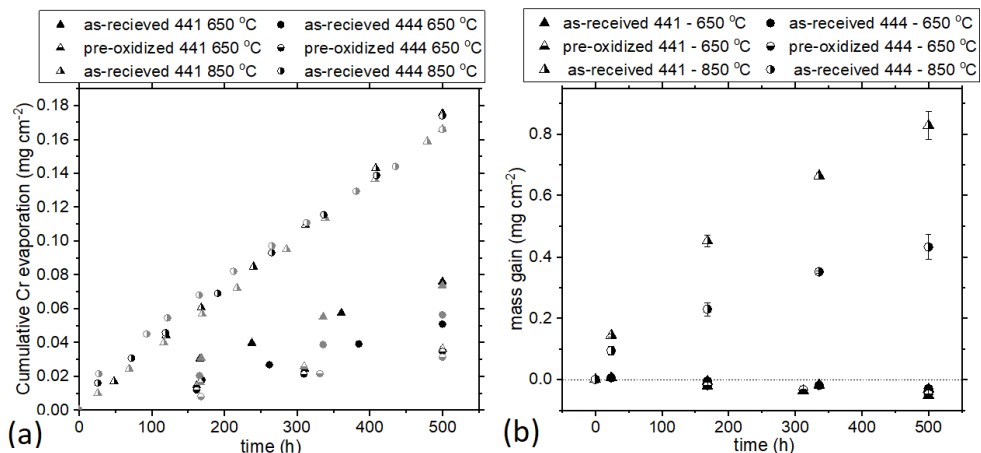 as-recieved 441 650 °C as-recieved 444 650 °C
pre-oxidized 441 650 °C pre-oxidized 444 650 °C
as-recieved 441 850 °C as-recieved 444 850 °C
0.18
0.16
0.14
0.12
0.10
0.08
0.06
0.04
0.02
0.00
Cumulative Cr evaporation (mg cm⁻²)
0 100 200 300 400 500
time (h)
(a)
as-received 441 - 650 °C as-received 444 - 650 °C
pre-oxidized 441 - 650 °C pre-oxidized 444 - 650 °C
as-received 441 - 850 °C as-received 444 - 850 °C
0.8
0.6
0.4
0.2
0.0
mass gain (mg cm⁻²)
0 100 200 300 400 500
time (h)
(b)